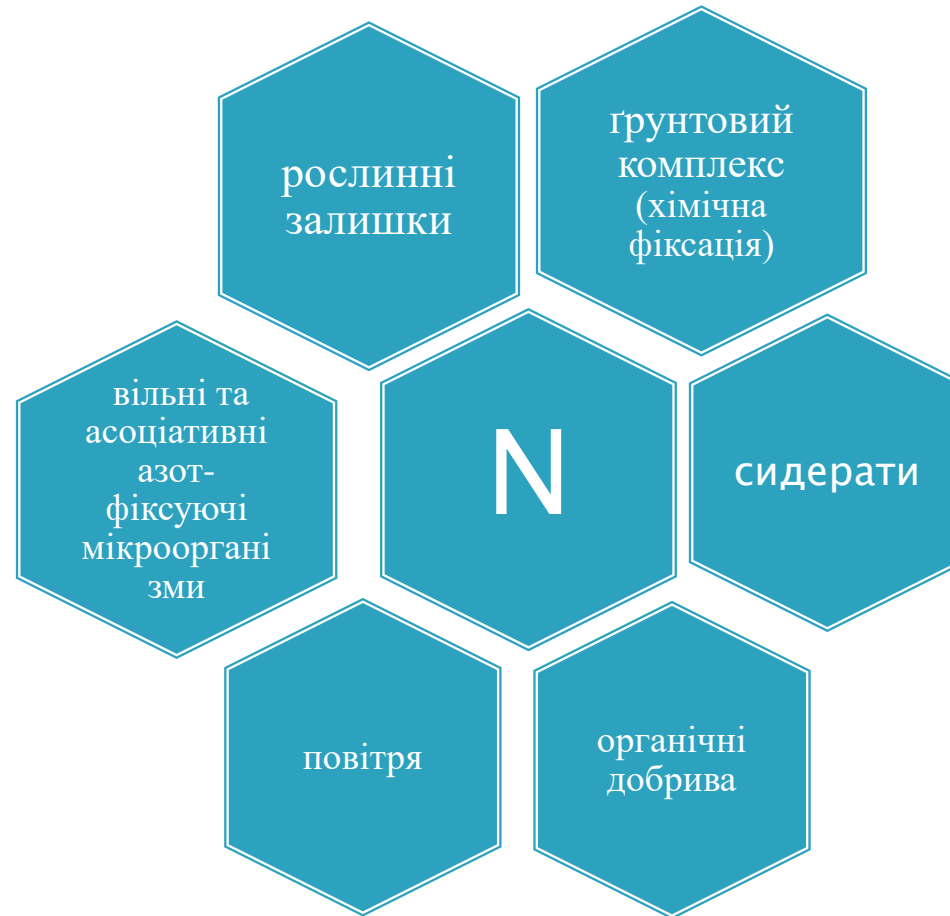 рослинні
залишки
ґрунтовий
комплекс
(хімічна
фіксація)
вільні та
асоціативні
азот-
фіксуючі
мікрооргані
зми
N
сидерати
повітря
органічні
добрива